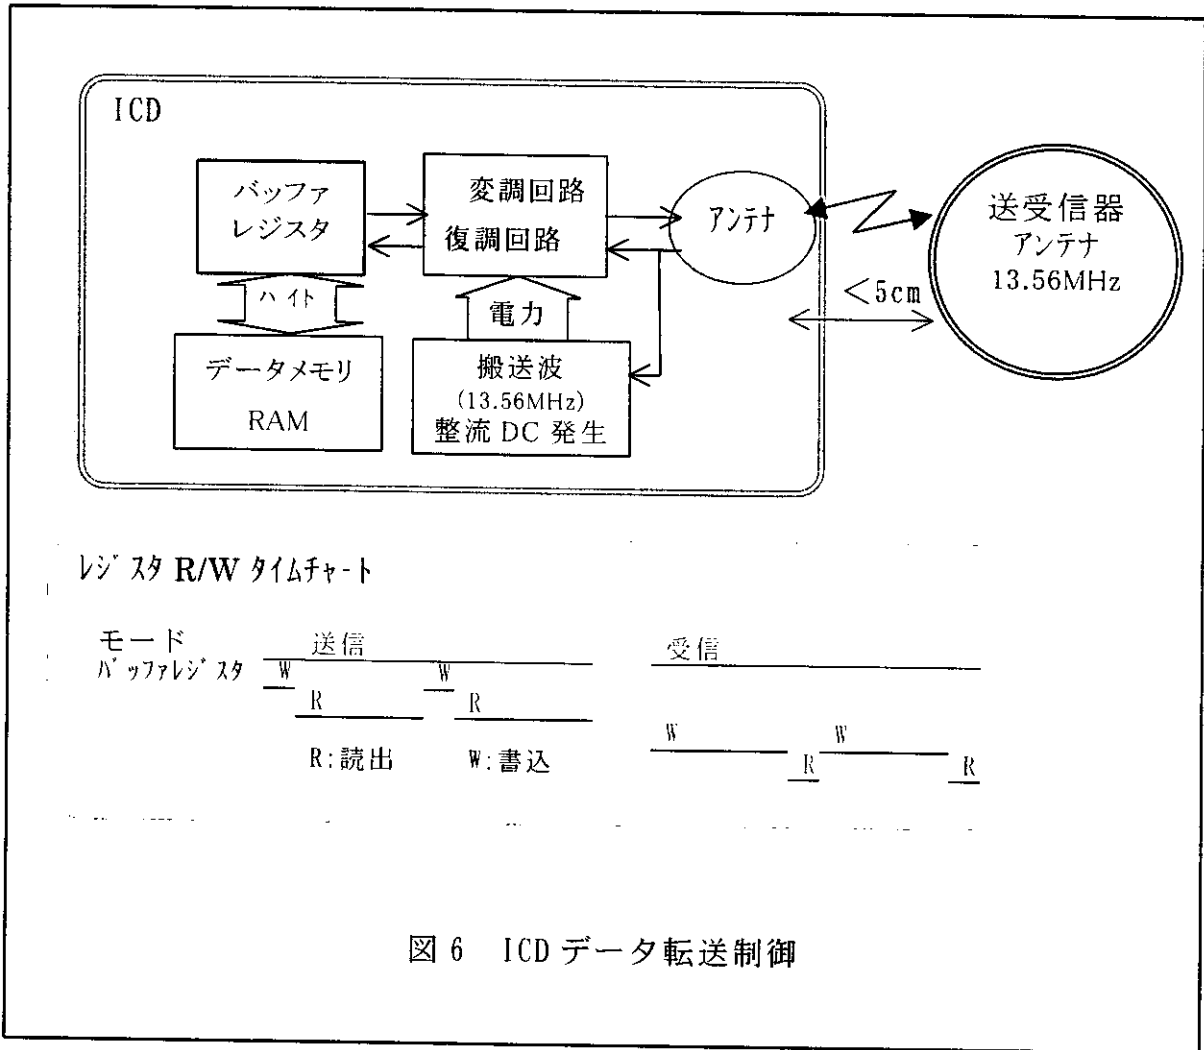 ICD
バッファ
レジスタ
変調回路
復調回路
アンテナ
送受信器
アンテナ
13.56MHz
<5cm
バイト
電力
データメモリ
RAM
搬送波
(13.56MHz)
整流 DC 発生
レジスタ R/W タイムチャート
モード 送信 受信
バッファレジスタ W W
R R
W W
R:読出 W:書込
R R
図 6 ICD データ転送制御